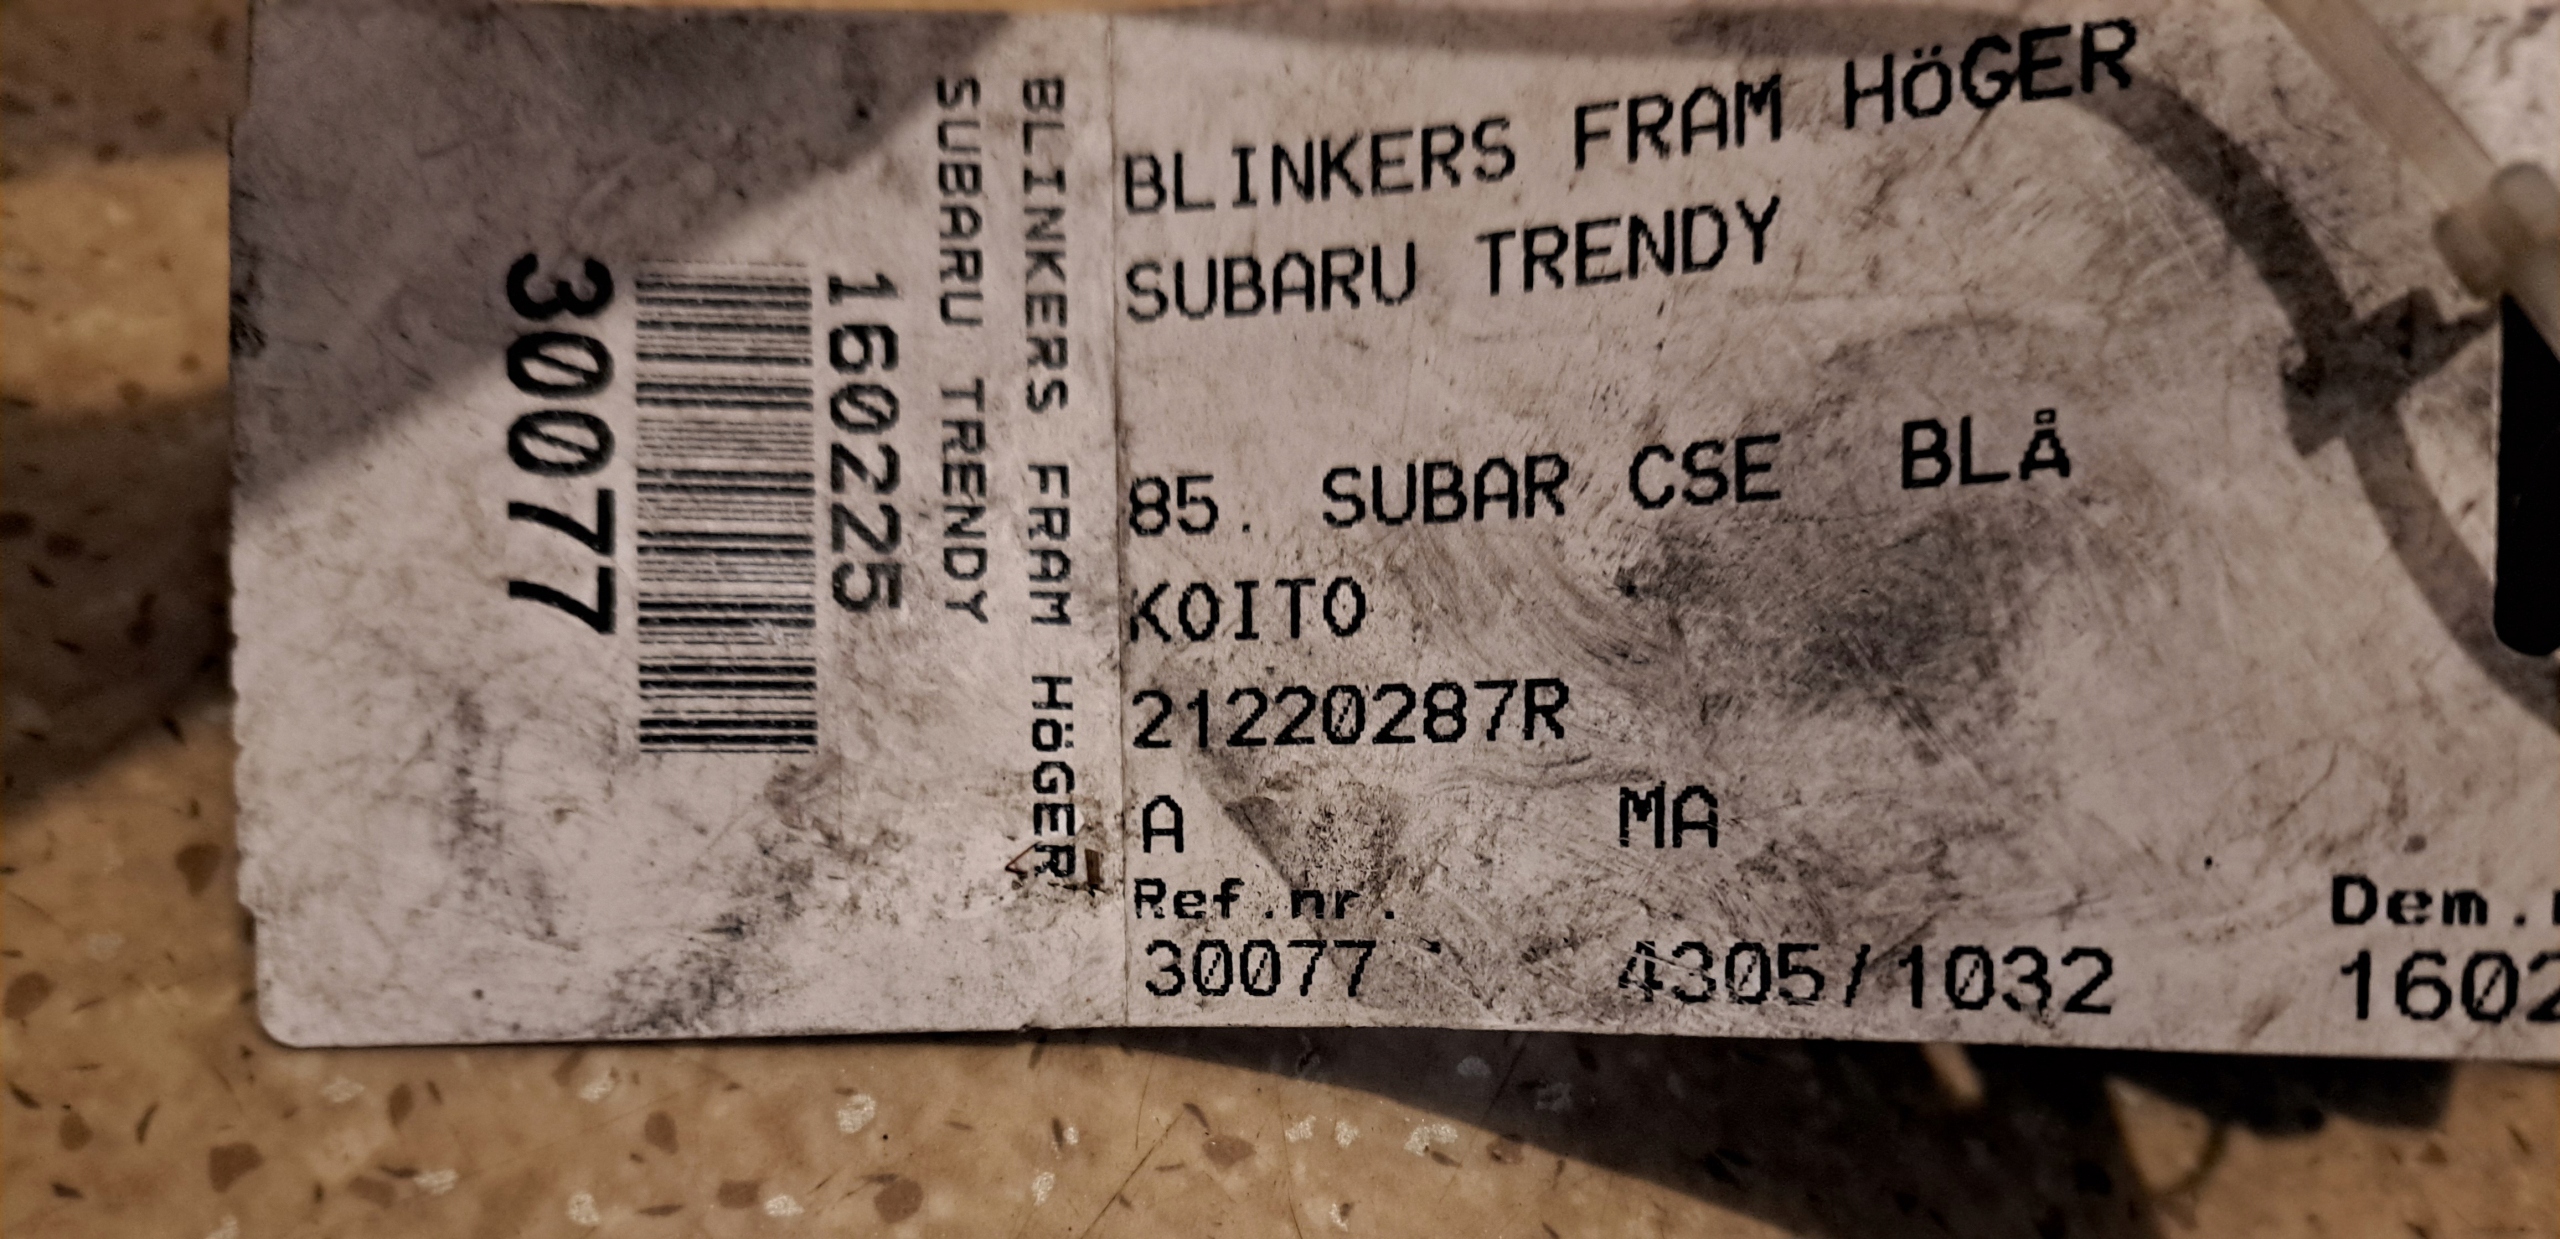 BLINKERS FRAM HÖGER
SUBARU TRENDY
85. SUBAR CSE BLÅ
KOITO
21220287R
A MA
Ref.nr. Dem.
30077 4305/1032 1602
BLINKERS FRAM HÖGER
SUBARU TRENDY
160225
30077